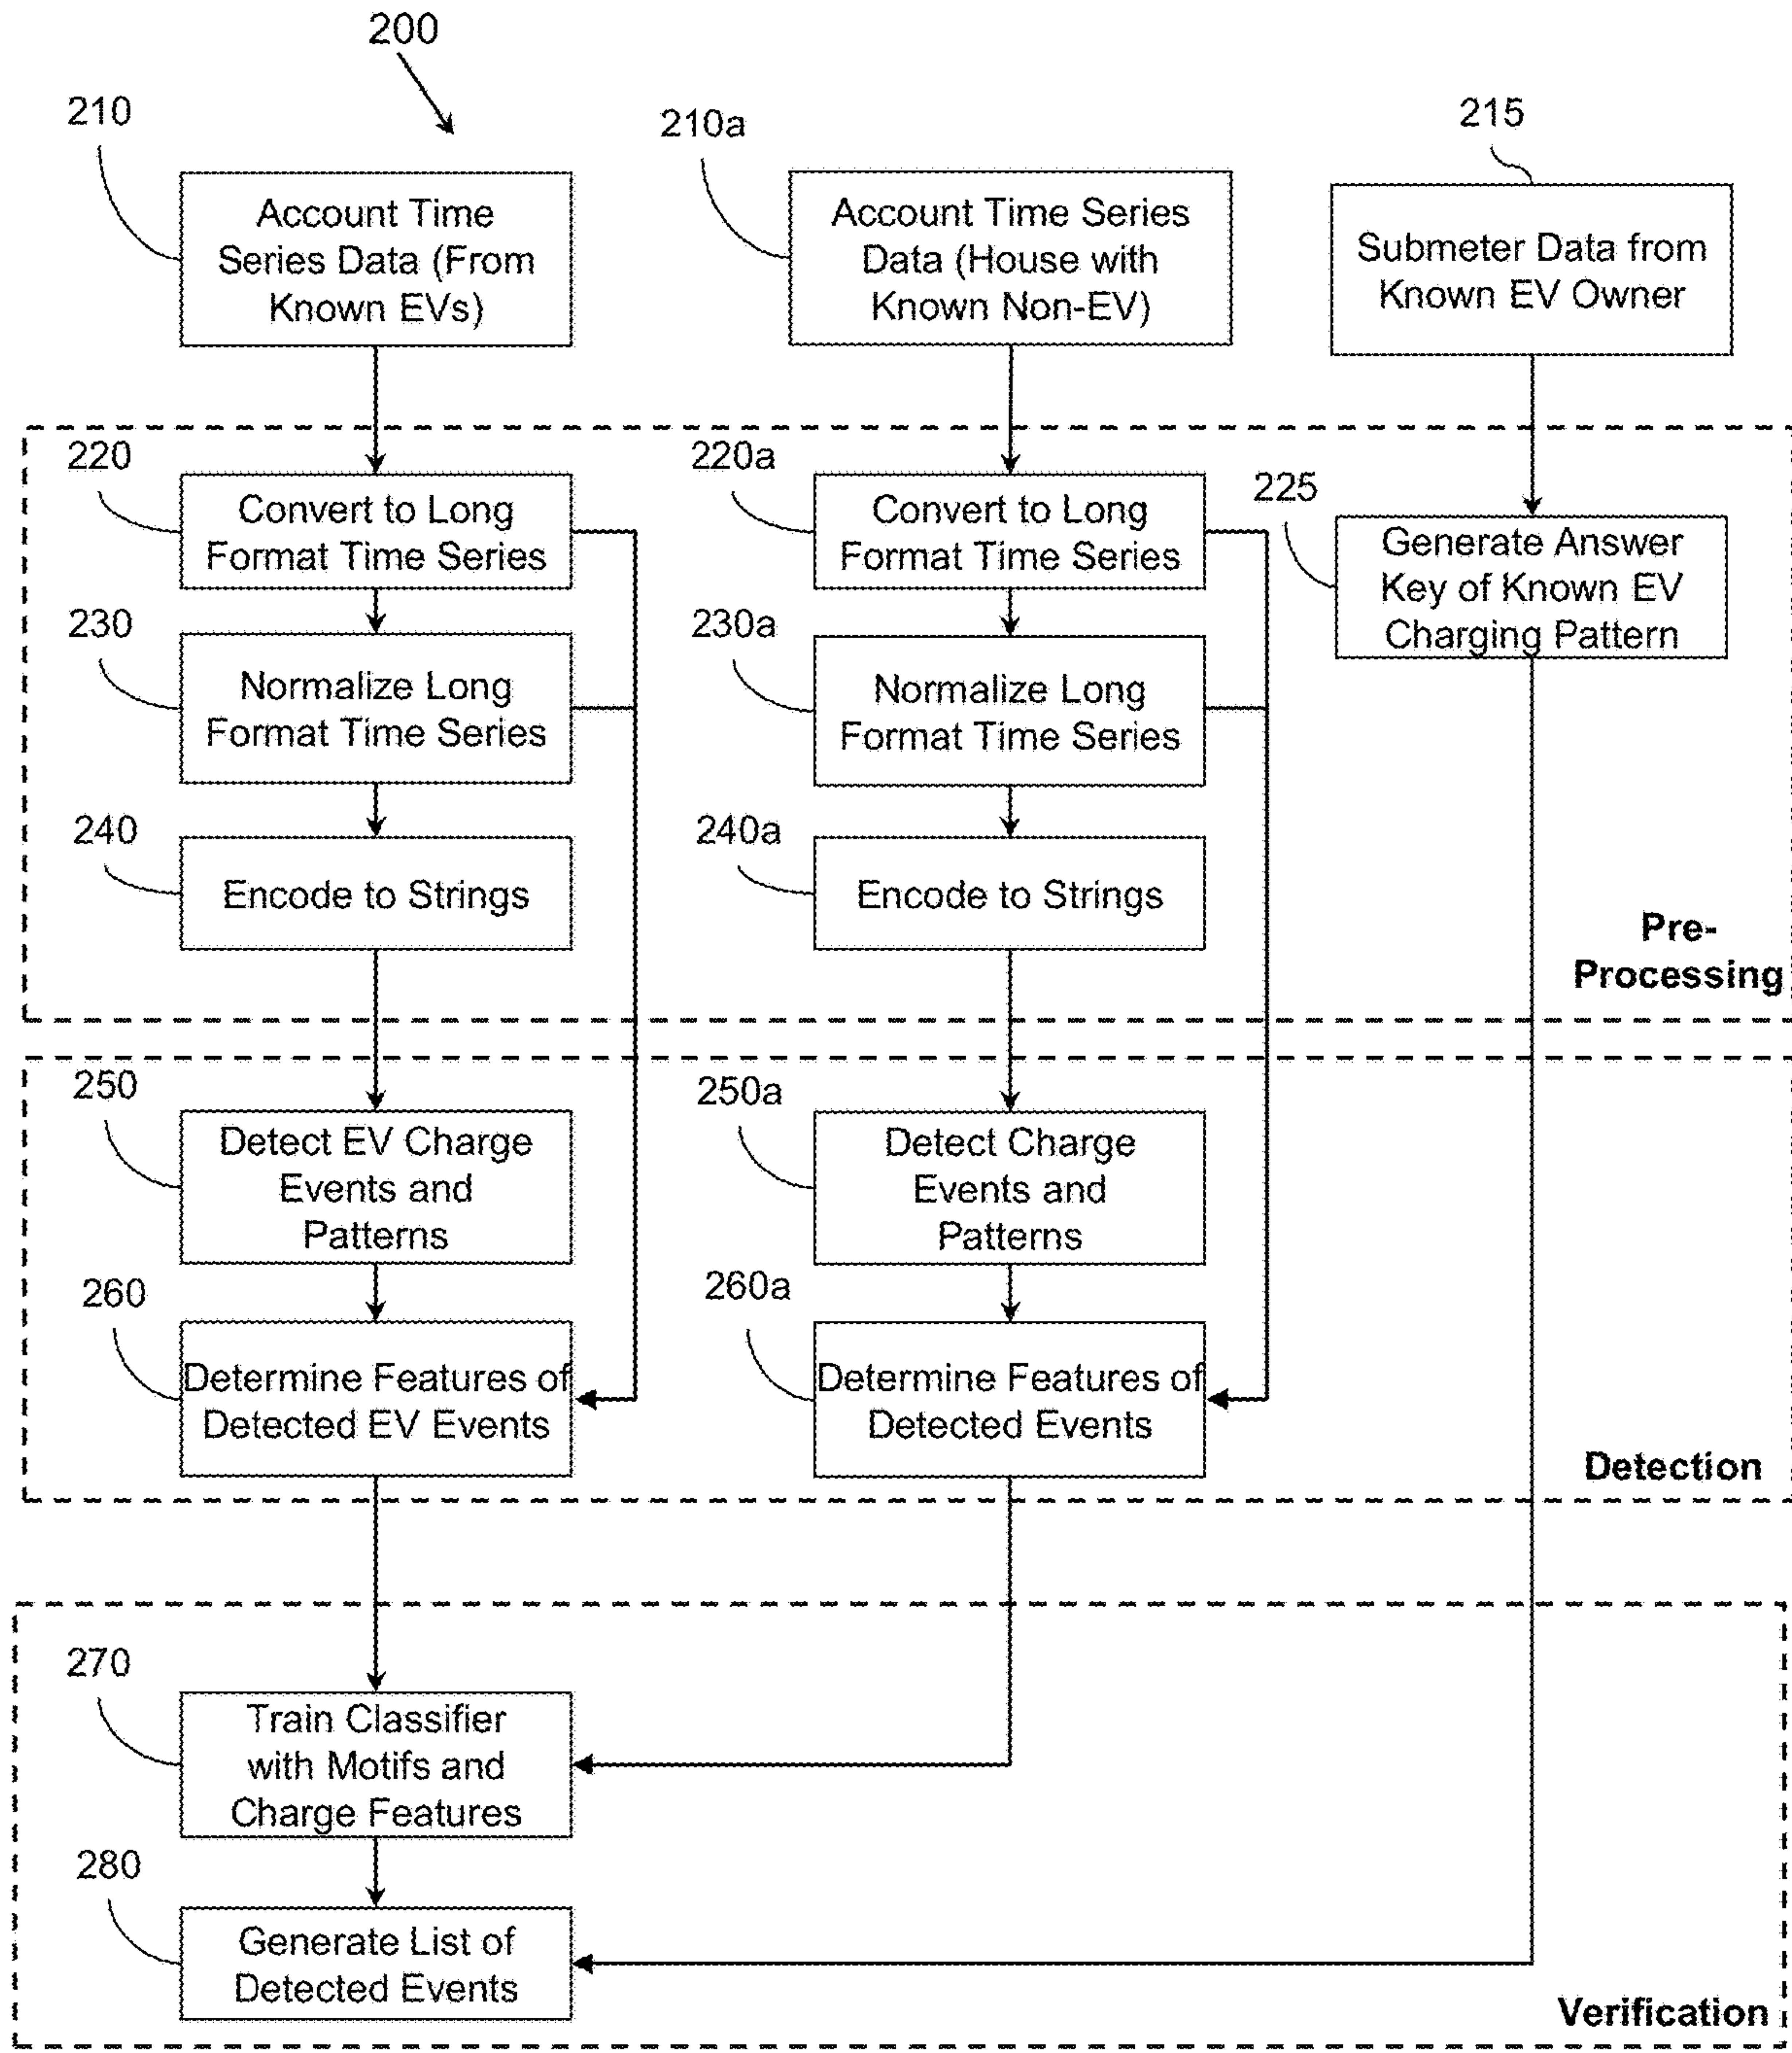 200
210
210a
215
Account Time
Series Data (From
Known EVs)
Account Time Series
Data (House with
Known Non-EV)
Submeter Data from
Known EV Owner
220
Convert to Long
Format Time Series
220a
Convert to Long
Format Time Series
225
Generate Answer
Key of Known EV
Charging Pattern
230
Normalize Long
Format Time Series
230a
Normalize Long
Format Time Series
240
Encode to Strings
240a
Encode to Strings
Pre-
Processing
250
Detect EV Charge
Events and
Patterns
250a
Detect Charge
Events and
Patterns
260
Determine Features of
Detected EV Events
260a
Determine Features of
Detected Events
Detection
270
Train Classifier
with Motifs and
Charge Features
280
Generate List of
Detected Events
Verification